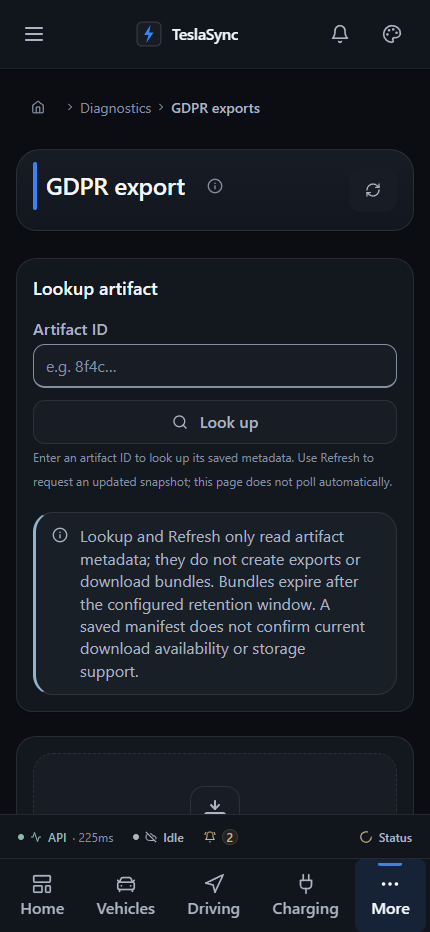 TeslaSync
Diagnostics
GDPR exports
GDPR export
Lookup artifact
Artifact ID
e.g. 8f4c...
Look up
Enter an artifact ID to look up its saved metadata. Use Refresh to
request an updated snapshot; this page does not poll automatically.
Lookup and Refresh only read artifact
metadata; they do not create exports or
download bundles. Bundles expire after
the configured retention window. A
saved manifest does not confirm current
download availability or storage
support.
API · 225ms
Idle
2
Status
Home
Vehicles
Driving
Charging
More